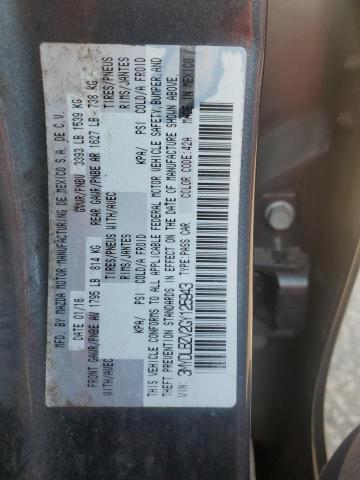 MFD BY MAZDA MOTOR MANUFACTURING DE MEXICO S.A. DE C.V.
DATE: 01/16 GVWR/PNBV 3393 LB 1539 KG
FRONT GAWR/PNBE AV 1795 LB 814 KG REAR GAWR/PNBE AR 1627 LB 738 KG
WITH/AVEC TIRES/PNEUS WITH/AVEC TIRES/PNEUS
RIMS/JANTES RIMS/JANTES
KPA/ PSI COLD/A FROID KPA/ PSI COLD/A FROID
THIS VEHICLE CONFORMS TO ALL APPLICABLE FEDERAL MOTOR VEHICLE SAFETY, BUMPER, AND
THEFT PREVENTION STANDARDS IN EFFECT ON THE DATE OF MANUFACTURE SHOWN ABOVE.
VIN: 3MYDLBZV2GY125943 TYPE: PASS CAR COLOR CODE: 42A MADE IN MEXICO